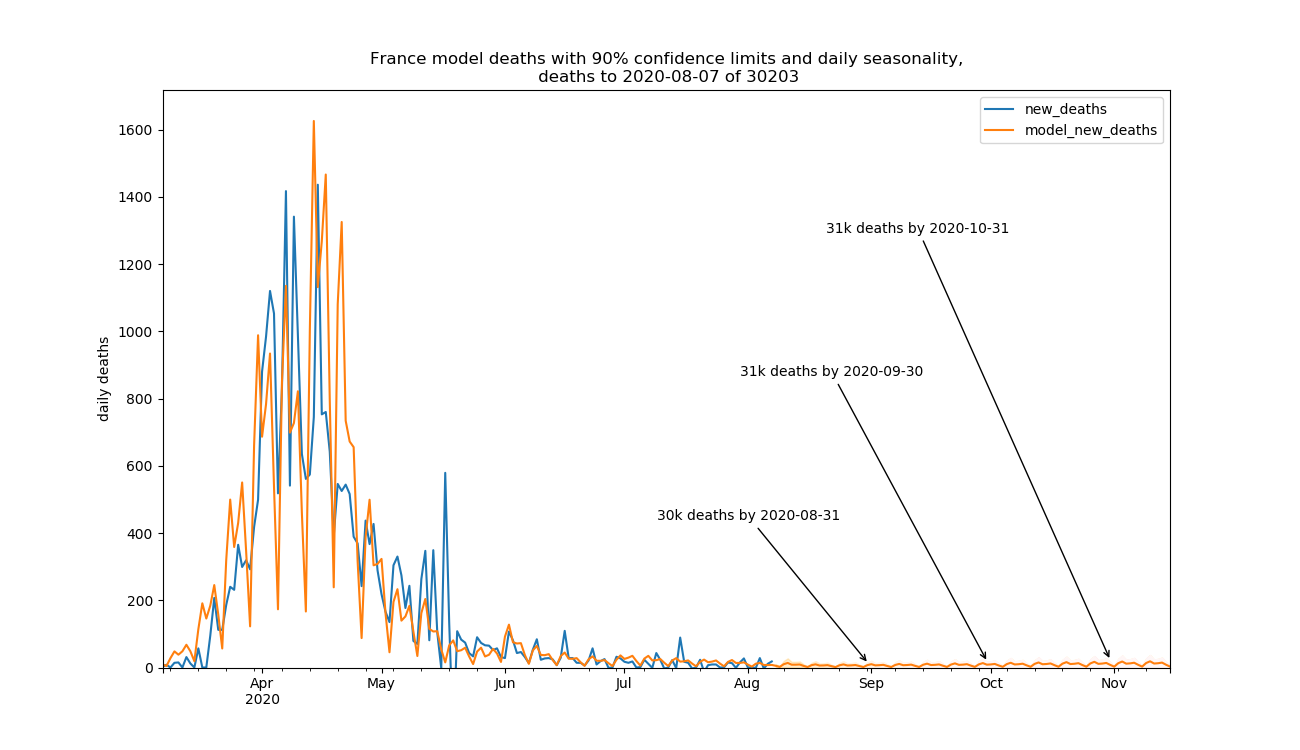 France model deaths with 90% confidence limits and daily seasonality,
deaths to 2020-08-07 of 30203
new_deaths
model_new_deaths
daily deaths
1600
1400
1200
1000
800
600
400
200
0
31k deaths by 2020-10-31
31k deaths by 2020-09-30
30k deaths by 2020-08-31
Apr
2020
May
Jun
Jul
Aug
Sep
Oct
Nov